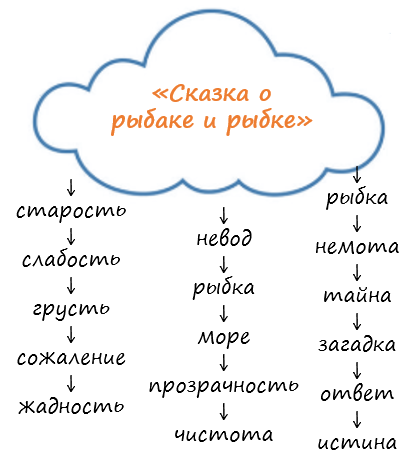 «Сказка о
рыбаке и рыбке»
старость
слабость
грусть
сожаление
жадность
невод
рыбка
море
прозрачность
чистота
рыбка
немота
тайна
загадка
ответ
истина